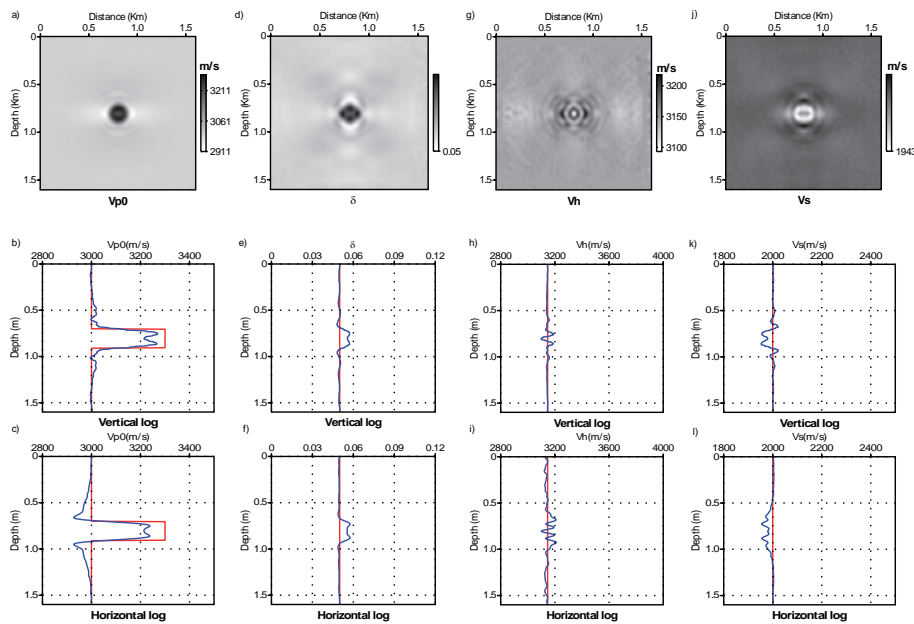 a)
Distance (Km)
0 0.5 1.0
0
0.5
1.0
1.5
Depth (Km)
m/s
3211
3061
2911
Vp0
d)
Distance (Km)
0 0.5 1.0
0
0.5
1.0
1.5
Depth (Km)
0.05
δ
g)
Distance (Km)
0 0.5 1.0
0
0.5
1.0
1.5
Depth (Km)
m/s
3200
3150
3100
Vh
j)
Distance (Km)
0 0.5 1.0
0
0.5
1.0
1.5
Depth (Km)
m/s
1943
Vs
b)
Vp0(m/s)
2800 3000 3200 3400
0
0.5
1.0
1.5
Depth (m)
Vertical log
e)
δ
0 0.03 0.06 0.09 0.12
0
0.5
1.0
1.5
Depth (m)
Vertical log
h)
Vh(m/s)
2800 3200 3600 4000
0
0.5
1.0
1.5
Depth (m)
Vertical log
k)
Vs(m/s)
1800 2000 2200 2400
0
0.5
1.0
1.5
Depth (m)
Vertical log
c)
Vp0(m/s)
2800 3000 3200 3400
0
0.5
1.0
1.5
Depth (m)
Horizontal log
f)
δ
0 0.03 0.06 0.09 0.12
0
0.5
1.0
1.5
Depth (m)
Horizontal log
i)
Vh(m/s)
2800 3200 3600 4000
0
0.5
1.0
1.5
Depth (m)
Horizontal log
l)
Vs(m/s)
1800 2000 2200 2400
0
0.5
1.0
1.5
Depth (m)
Horizontal log